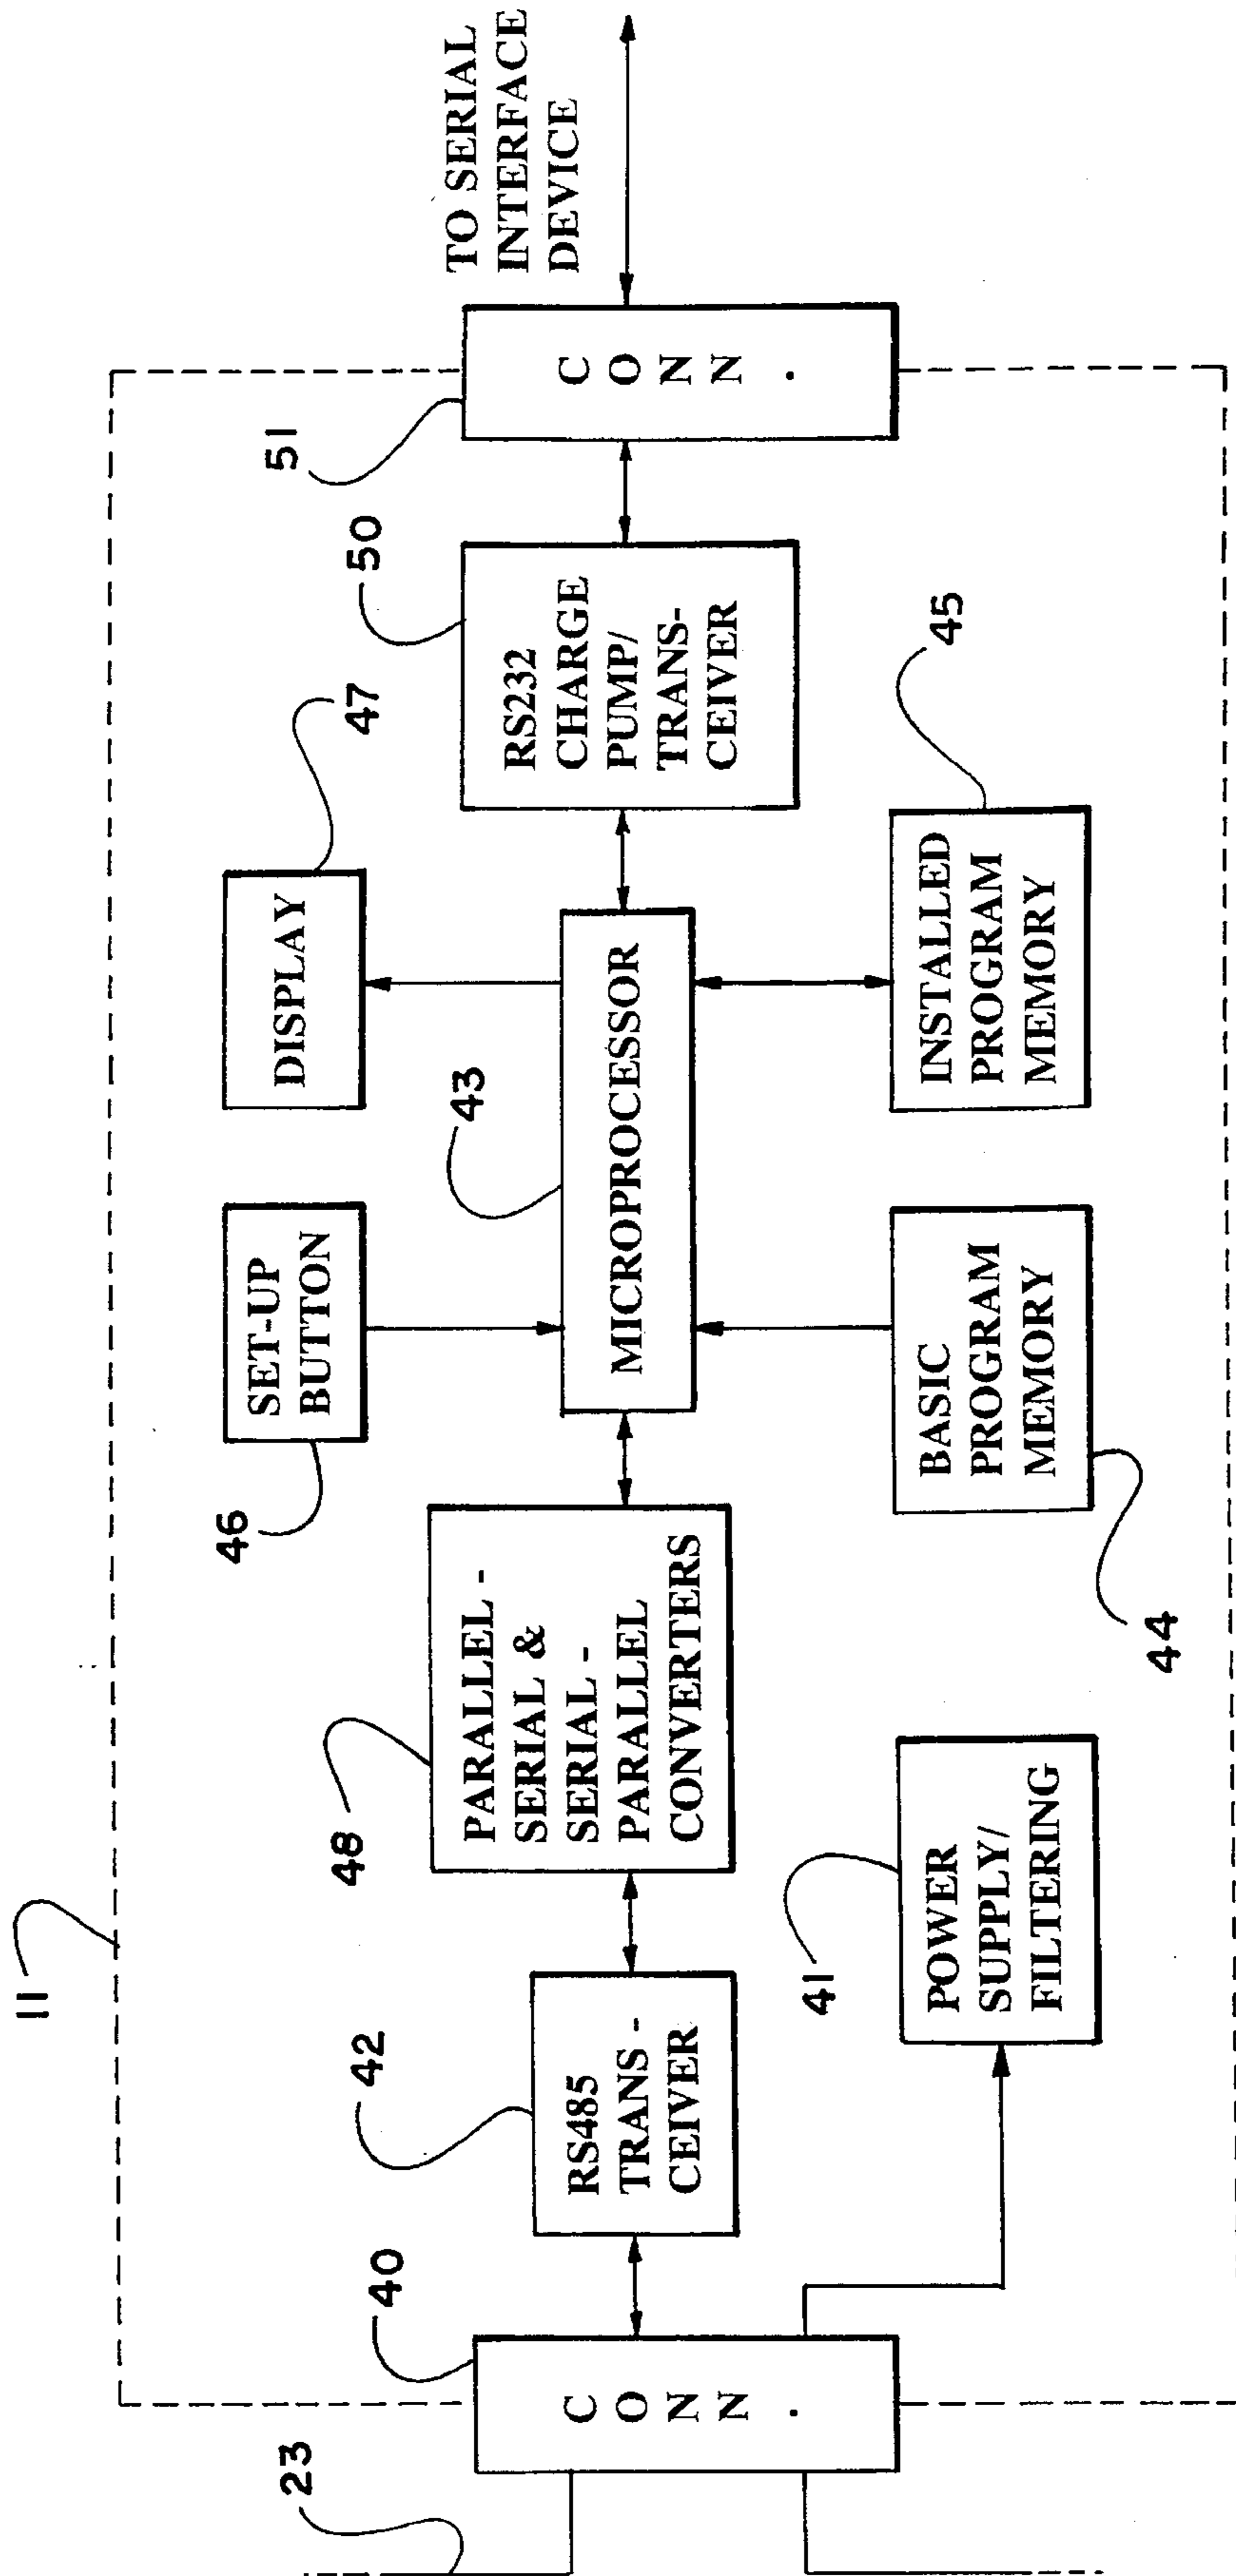 11
23
40
CONN.
42
RS485
TRANS -
CEIVER
48
PARALLEL -
SERIAL &
SERIAL -
PARALLEL
CONVERTERS
41
POWER
SUPPLY/
FILTERING
46
SET-UP
BUTTON
47
DISPLAY
43
MICROPROCESSOR
44
BASIC
PROGRAM
MEMORY
45
INSTALLED
PROGRAM
MEMORY
50
RS232
CHARGE
PUMP/
TRANS-
CEIVER
51
CONN.
TO SERIAL
INTERFACE
DEVICE